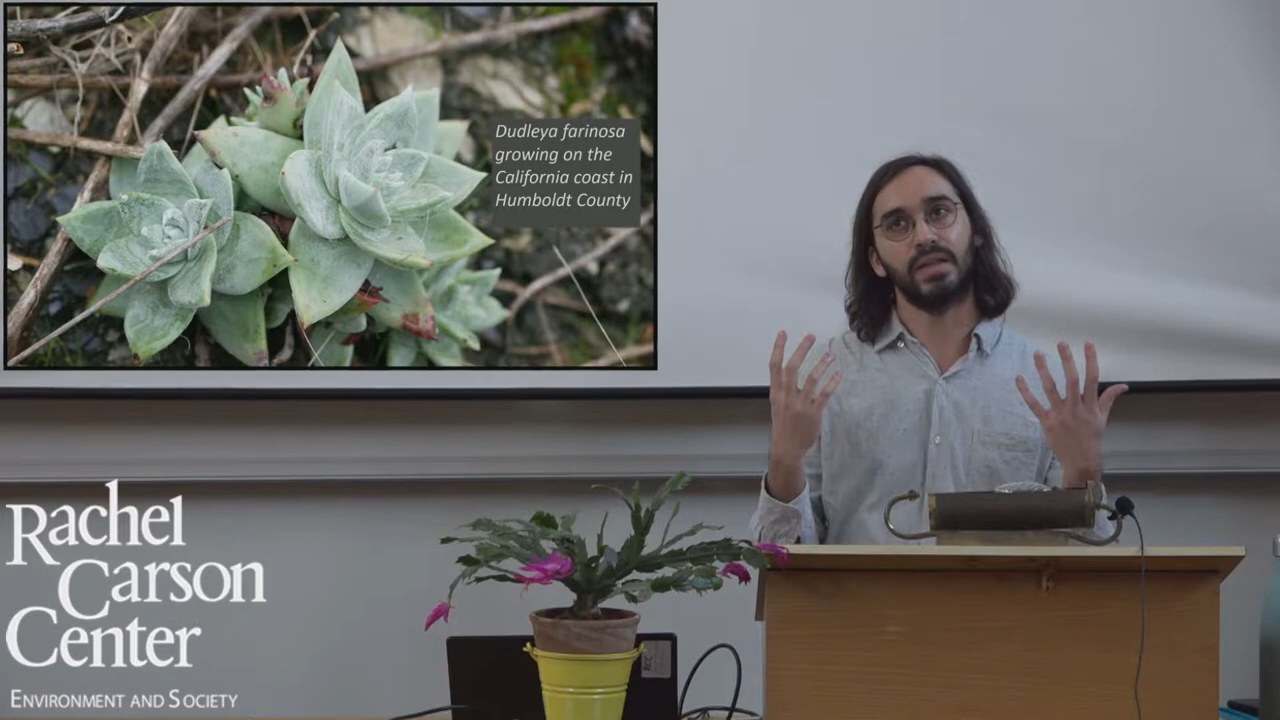 Dudleya farinosa
growing on the
California coast in
Humboldt County
Rachel
Carson
Center
ENVIRONMENT AND SOCIETY